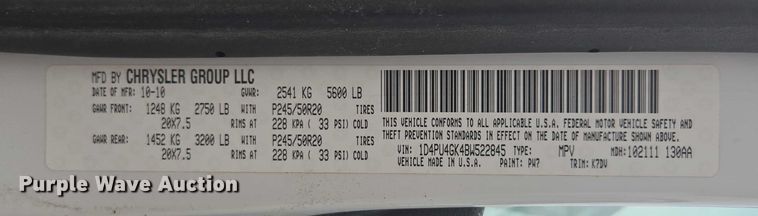 MFD BY CHRYSLER GROUP LLC
DATE OF MFR: 10-10 GVWR: 2541 KG 5600 LB
GAWR FRONT: 1248 KG 2750 LB WITH P245/50R20 TIRES
20X7.5 RIMS AT 228 KPA ( 33 PSI) COLD
GAWR REAR: 1452 KG 3200 LB WITH P245/50R20 TIRES
20X7.5 RIMS AT 228 KPA ( 33 PSI) COLD
THIS VEHICLE CONFORMS TO ALL APPLICABLE U.S.A. FEDERAL MOTOR VEHICLE SAFETY AND
THEFT PREVENTION STANDARDS IN EFFECT ON THE DATE OF MANUFACTURE SHOWN ABOVE.
VIN: 1D4PU4GK4BW522845 TYPE: MPV MDH:102111 130AA
VEHICLE MADE IN U.S.A. PAINT: PW7 TRIM: K7DV
Purple Wave Auction